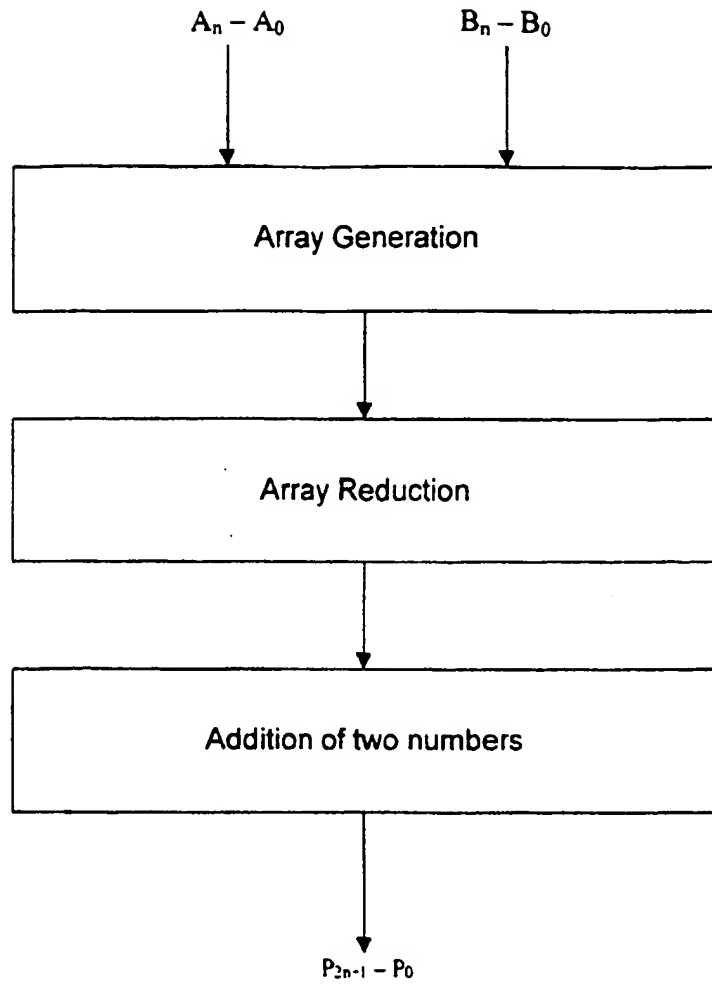 Aₙ – A₀ Bₙ – B₀
Array Generation
Array Reduction
Addition of two numbers
P₂ₙ₊₁ – P₀